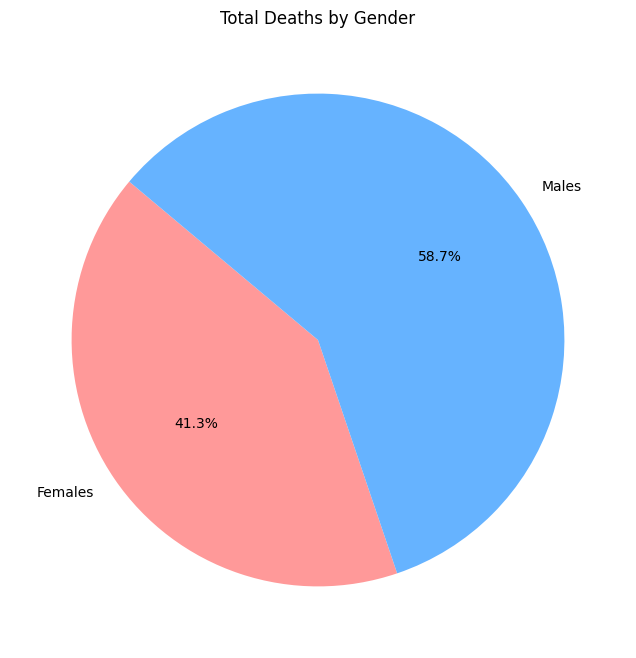 Total Deaths by Gender
Males
58.7%
41.3%
Females